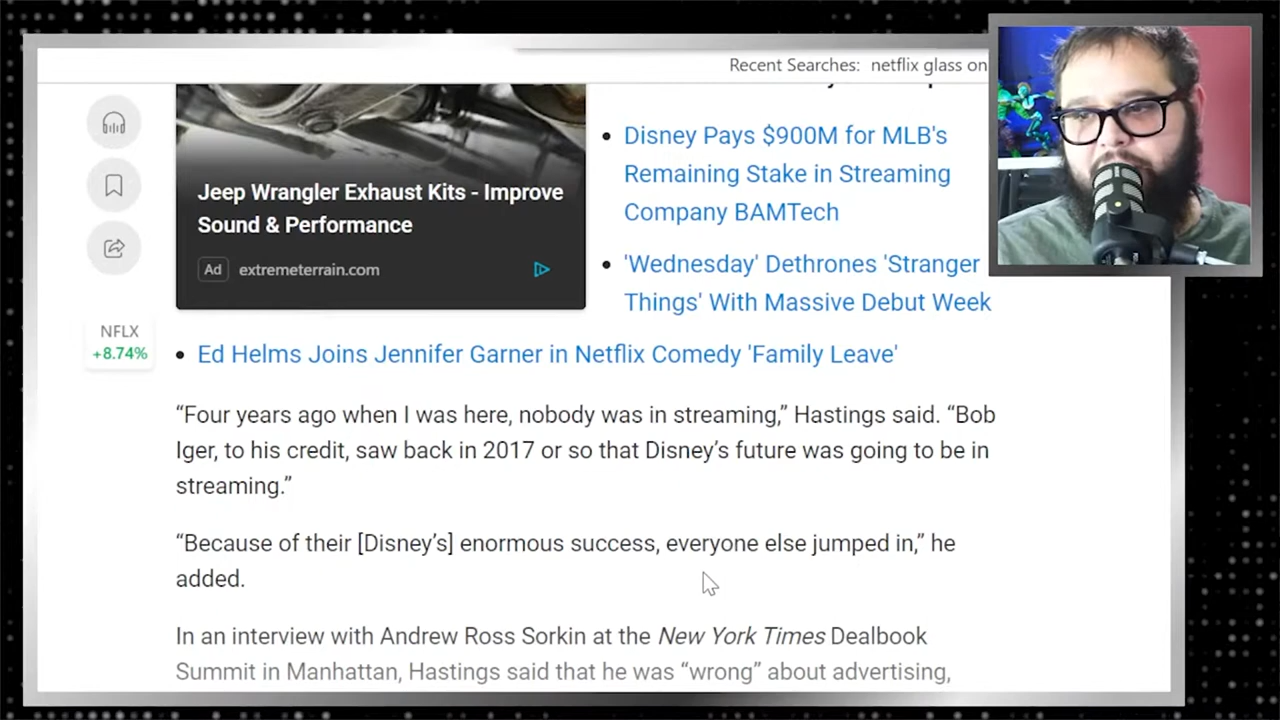 Recent Searches: netflix glass on
Jeep Wrangler Exhaust Kits - Improve
Sound & Performance
Ad extremeterrain.com
Disney Pays $900M for MLB's
Remaining Stake in Streaming
Company BAMTech
'Wednesday' Dethrones 'Stranger
Things' With Massive Debut Week
NFLX
+8.74%
Ed Helms Joins Jennifer Garner in Netflix Comedy 'Family Leave'
“Four years ago when I was here, nobody was in streaming,” Hastings said. “Bob
Iger, to his credit, saw back in 2017 or so that Disney’s future was going to be in
streaming.”
“Because of their [Disney’s] enormous success, everyone else jumped in,” he
added.
In an interview with Andrew Ross Sorkin at the New York Times Dealbook
Summit in Manhattan, Hastings said that he was “wrong” about advertising,